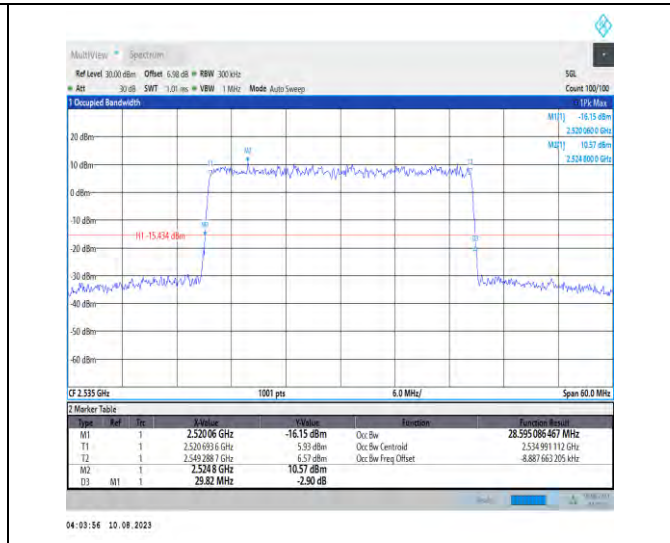 MultiView Spectrum
Ref Level 30.00 dBm Offset 6.98 dB RBW 300 kHz SGL
Att 30 dB SWT 1.01 ms VBW 1 MHz Mode Auto Sweep Count 100/100
1 Occupied Bandwidth 1Pk Max
M1[1] -16.15 dBm
2.520 060 0 GHz
M2[1] 10.57 dBm
2.524 800 0 GHz
20 dBm
M2
10 dBm
T1 T2
0 dBm
-10 dBm
M1
H1 -15.434 dBm
D3
-20 dBm
-30 dBm
-40 dBm
-50 dBm
-60 dBm
CF 2.535 GHz 1001 pts 6.0 MHz/ Span 60.0 MHz
2 Marker Table
Type Ref Trc X-Value Y-Value Function Function Result
M1 1 2.52006 GHz -16.15 dBm Occ Bw 28.595 086 467 MHz
T1 1 2.520 693 6 GHz 5.93 dBm Occ Bw Centroid 2.534 991 112 GHz
T2 1 2.549 288 7 GHz 6.57 dBm Occ Bw Freq Offset -8.887 663 205 kHz
M2 1 2.524 8 GHz 10.57 dBm
D3 M1 1 29.82 MHz -2.90 dB
04:03:56 10.08.2023